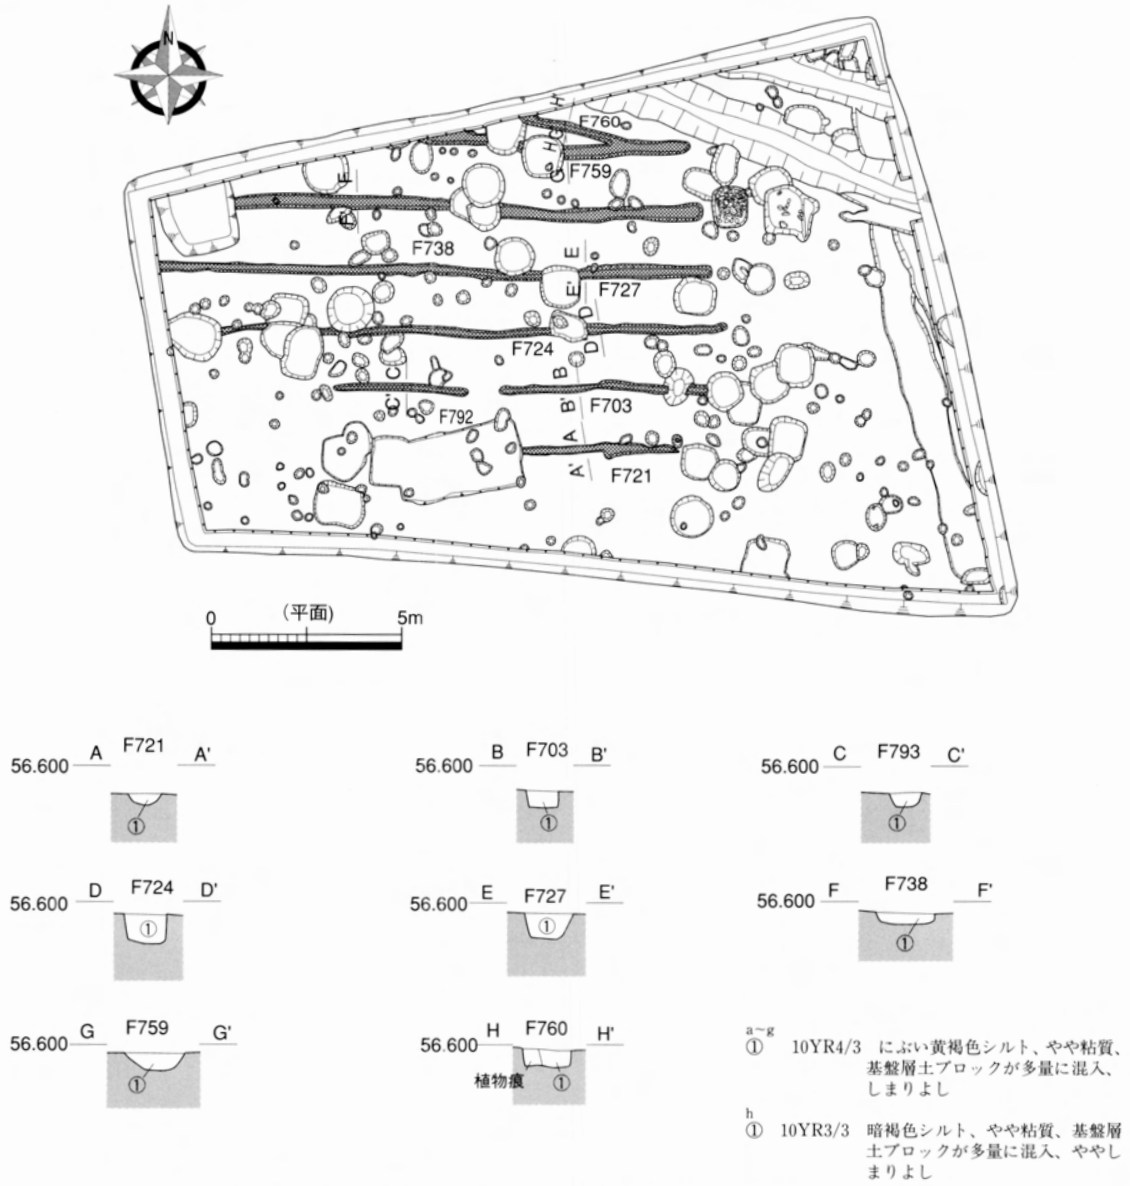 N
H'
F760
G'
H
F759
G
F
F'
F738
E
E'
F727
D
F724
D'
C
B
C'
B'
F703
F792
A
A'
F721
0 (平面) 5m
A F721 A'
56.600
①
B F703 B'
56.600
①
C F793 C'
56.600
①
D F724 D'
56.600
①
E F727 E'
56.600
①
F F738 F'
56.600
①
G F759 G'
56.600
①
H F760 H'
56.600
植物痕 ①
a~g
① 10YR4/3 にぶい黄褐色シルト、やや粘質、
基盤層土ブロックが多量に混入、
しまりよし
h
① 10YR3/3 暗褐色シルト、やや粘質、基盤層
土ブロックが多量に混入、ややし
まりよし